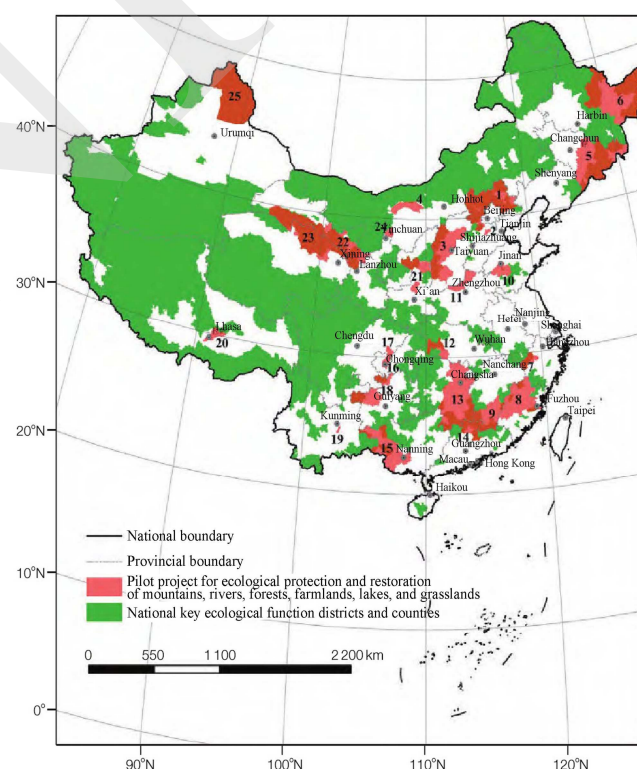 25
6
Harbin
40°N
Urumqi
Changchun
5
Shenyang
4
Hohhot
1
Beijing
24
Yinchuan
2
Tianjin
23
22
3
Shijiazhuang
Xining
Taiyuan
Jinan
Lanzhou
21
10
30°N
Xi'an
Zhengzhou
11
Nanjing
Lhasa
Hefei
Shanghai
20
Chengdu
17
12
Wuhan
Hangzhou
16
Chongqing
Nanchang
7
18
Changsha
13
8
Guiyang
9
Fuzhou
Kunming
Taipei
20°N
19
14
15
Nanning
Guangzhou
Macau
Hong Kong
Haikou
National boundary
Provincial boundary
Pilot project for ecological protection and restoration
of mountains, rivers, forests, farmlands, lakes, and grasslands
10°N
National key ecological function districts and counties
0 550 1 100 2 200 km
0°
90°N 100°N 110°N 120°N